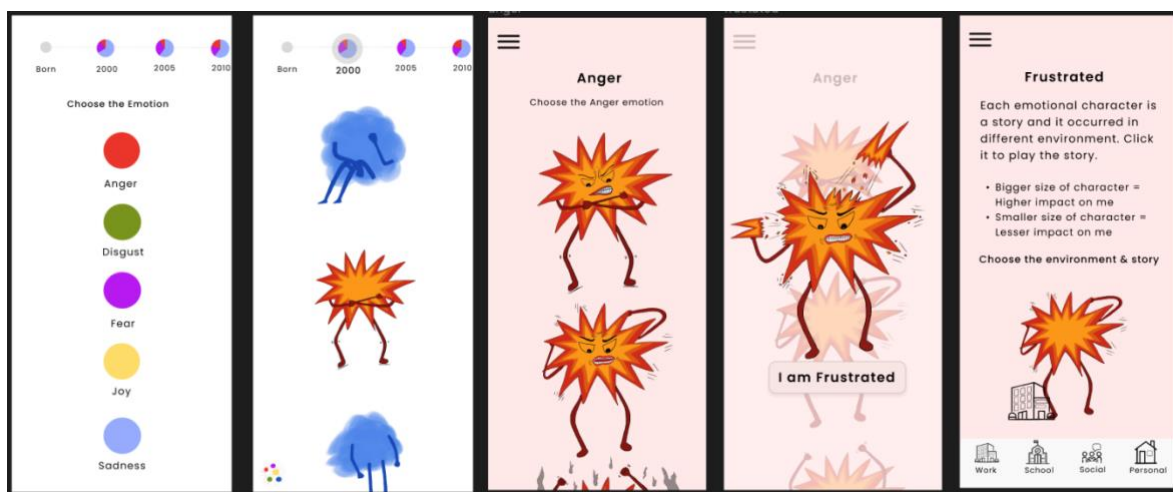 Born
2000
2005
2010
Choose the Emotion
Anger
Disgust
Fear
Joy
Sadness
Born
2000
2005
2010
Anger
Choose the Anger emotion
Anger
I am Frustrated
Frustrated
Each emotional character is
a story and it occurred in
different environment. Click
it to play the story.
• Bigger size of character =
Higher impact on me
• Smaller size of character =
Lesser impact on me
Choose the environment & story
Work
School
Social
Personal